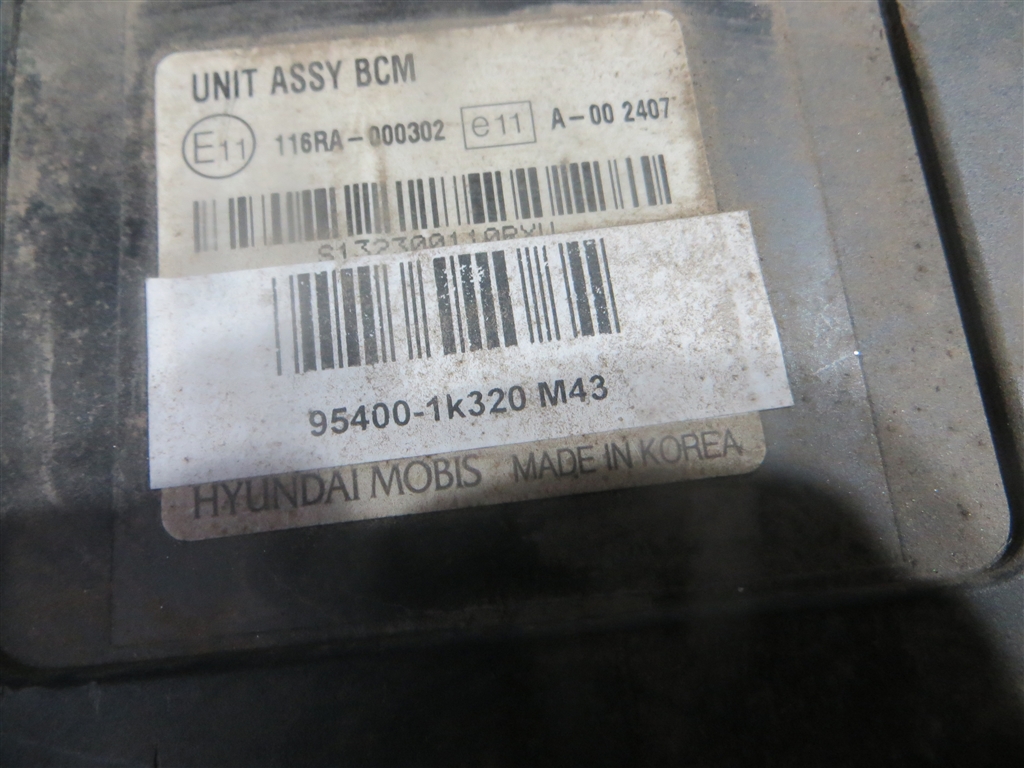 UNIT ASSY BCM
E11 116RA-000302 e11 A-00 2407
95400-1k320 M43
HYUNDAI MOBIS MADE IN KOREA